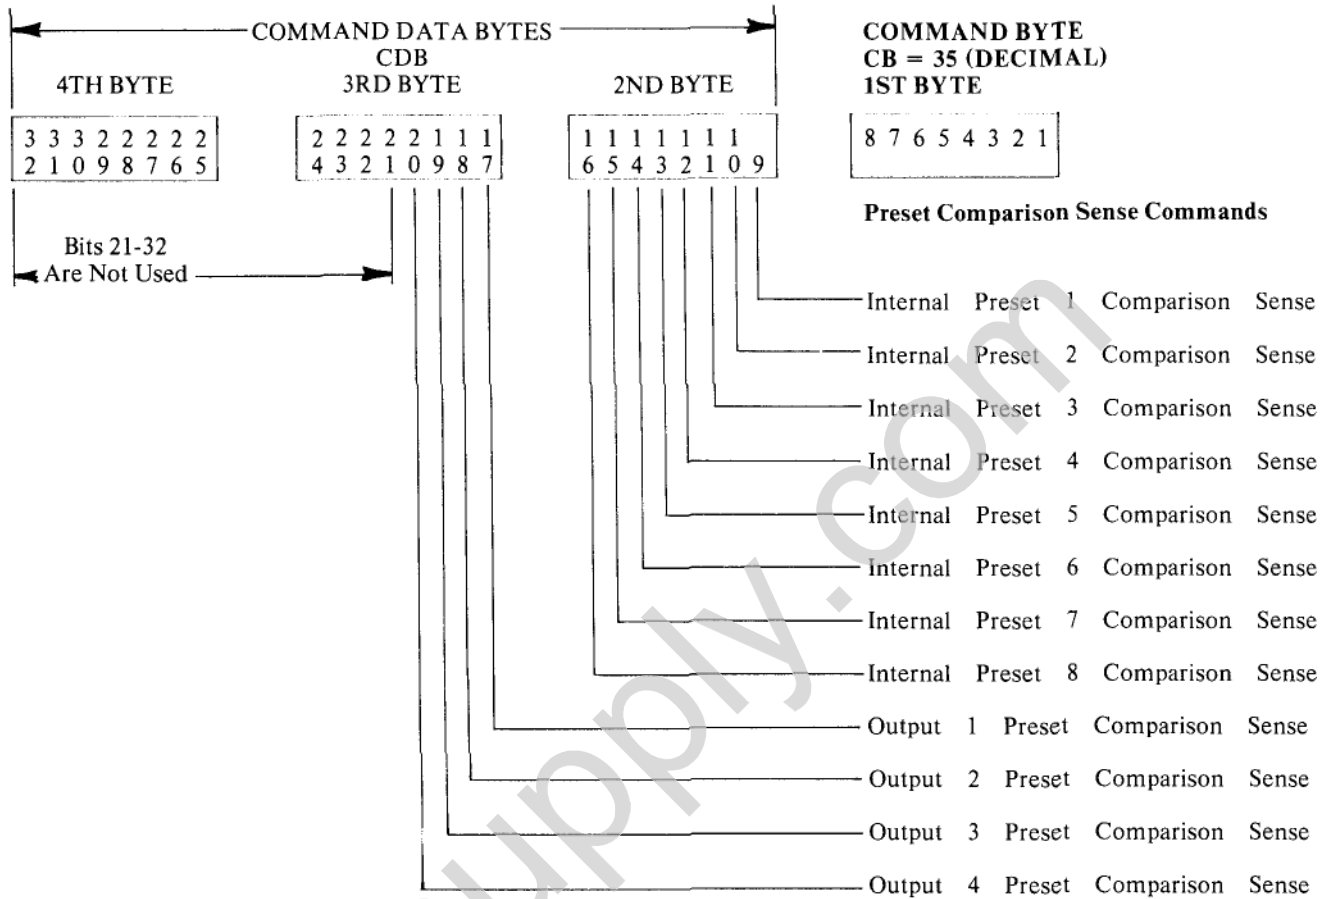 COMMAND DATA BYTES
CDB
4TH BYTE 3RD BYTE 2ND BYTE
COMMAND BYTE
CB = 35 (DECIMAL)
1ST BYTE
3 3 3 2 2 2 2 2
2 1 0 9 8 7 6 5
2 2 2 2 2 1 1 1
4 3 2 1 0 9 8 7
1 1 1 1 1 1 1
6 5 4 3 2 1 0 9
8 7 6 5 4 3 2 1
Preset Comparison Sense Commands
Bits 21-32
Are Not Used
Internal Preset 1 Comparison Sense
Internal Preset 2 Comparison Sense
Internal Preset 3 Comparison Sense
Internal Preset 4 Comparison Sense
Internal Preset 5 Comparison Sense
Internal Preset 6 Comparison Sense
Internal Preset 7 Comparison Sense
Internal Preset 8 Comparison Sense
Output 1 Preset Comparison Sense
Output 2 Preset Comparison Sense
Output 3 Preset Comparison Sense
Output 4 Preset Comparison Sense
upply.com